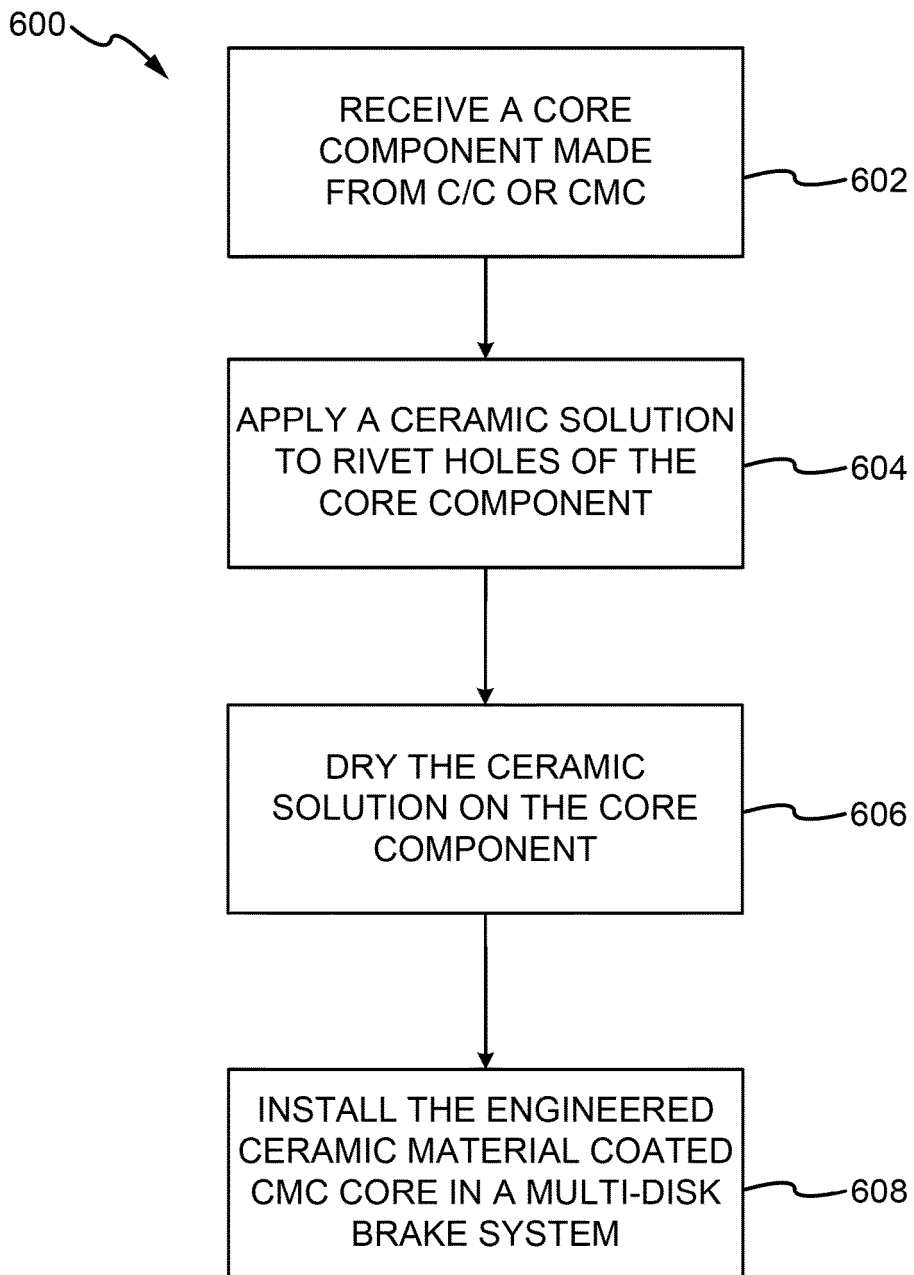 600
RECEIVE A CORE
COMPONENT MADE
FROM C/C OR CMC
602
APPLY A CERAMIC SOLUTION
TO RIVET HOLES OF THE
CORE COMPONENT
604
DRY THE CERAMIC
SOLUTION ON THE CORE
COMPONENT
606
INSTALL THE ENGINEERED
CERAMIC MATERIAL COATED
CMC CORE IN A MULTI-DISK
BRAKE SYSTEM
608